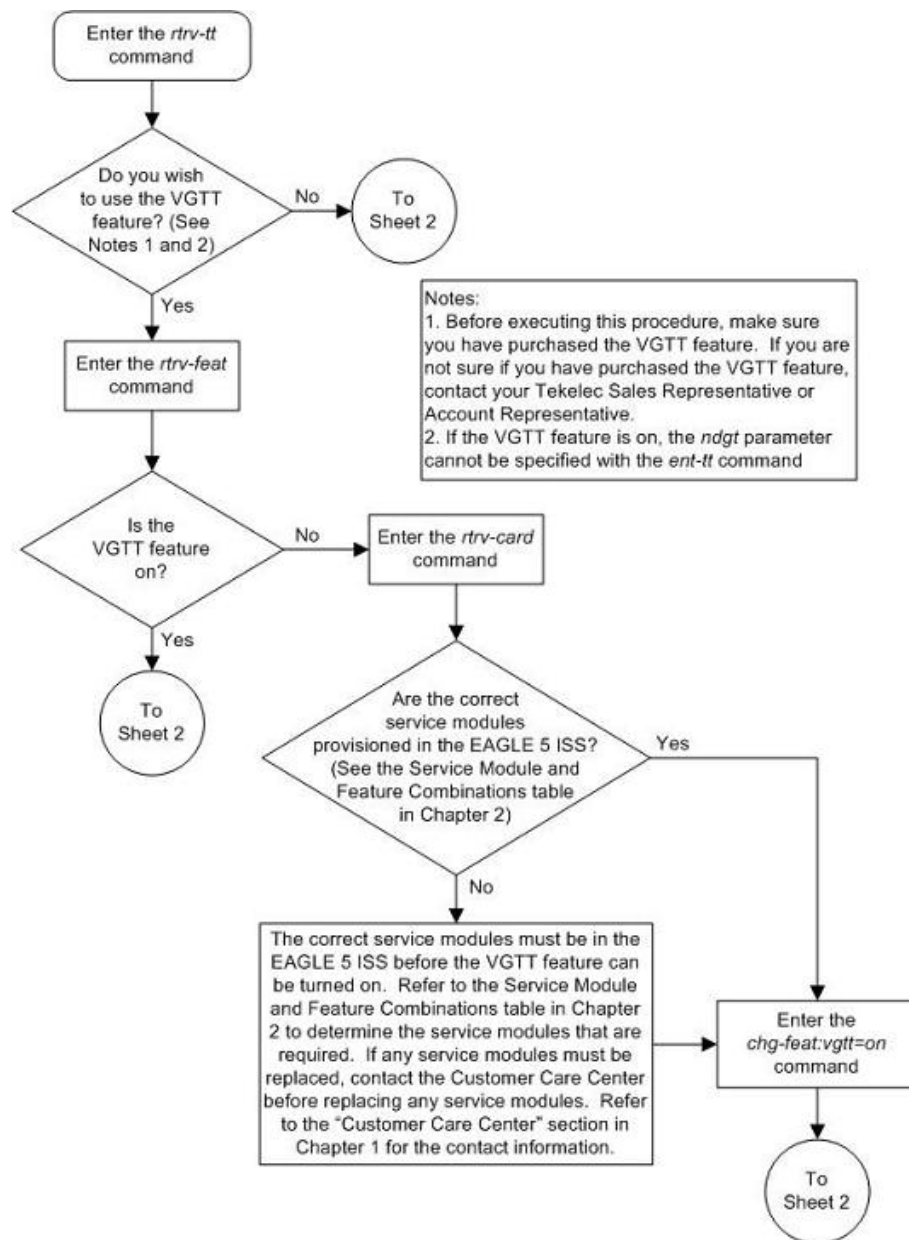 Enter the rtrv-tt
command
Do you wish
to use the VGTT
feature? (See
Notes 1 and 2)
No
To
Sheet 2
Yes
Notes:
1. Before executing this procedure, make sure
you have purchased the VGTT feature. If you are
not sure if you have purchased the VGTT feature,
contact your Tekelec Sales Representative or
Account Representative.
2. If the VGTT feature is on, the ndgt parameter
cannot be specified with the ent-tt command
Enter the rtrv-feat
command
Is the
VGTT feature
on?
No
Enter the rtrv-card
command
Yes
To
Sheet 2
Are the correct
service modules
provisioned in the EAGLE 5 ISS?
(See the Service Module and
Feature Combinations table
in Chapter 2)
Yes
No
The correct service modules must be in the
EAGLE 5 ISS before the VGTT feature can
be turned on. Refer to the Service Module
and Feature Combinations table in Chapter
2 to determine the service modules that are
required. If any service modules must be
replaced, contact the Customer Care Center
before replacing any service modules. Refer
to the “Customer Care Center” section in
Chapter 1 for the contact information.
Enter the
chg-feat:vgtt=on
command
To
Sheet 2